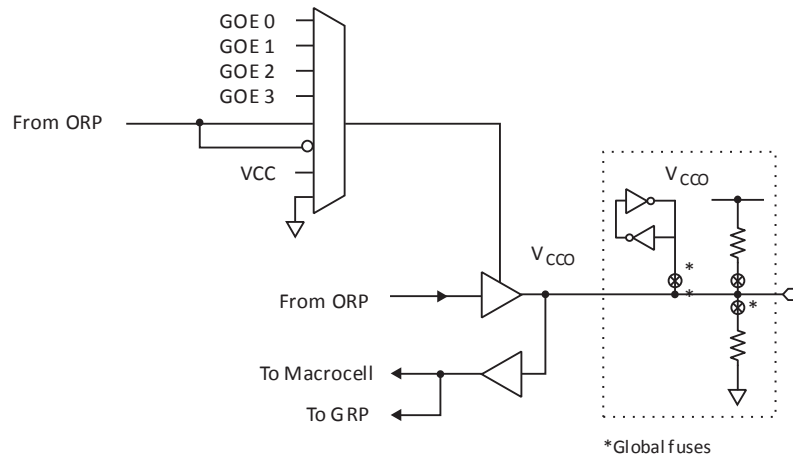 GOE 0
GOE 1
GOE 2
GOE 3
From ORP
VCC
VCCO
VCCO
*
*
*
From ORP
To Macrocell
To GRP
*Global fuses